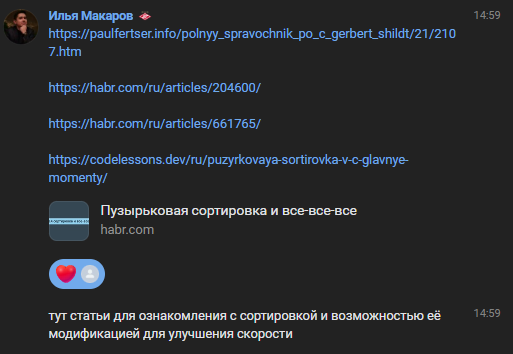 Илья Макаров
14:59
https://paulfertser.info/polnyy_spravochnik_po_c_gerbert_shildt/21/210
7.htm
https://habr.com/ru/articles/204600/
https://habr.com/ru/articles/661765/
https://codelessons.dev/ru/puzyrkovaya-sortirovka-v-c-glavnye-
momenty/
Пузырьковая сортировка и все-все-все
habr.com
тут статьи для ознакомления с сортировкой и возможностью её
14:59
модификацией для улучшения скорости